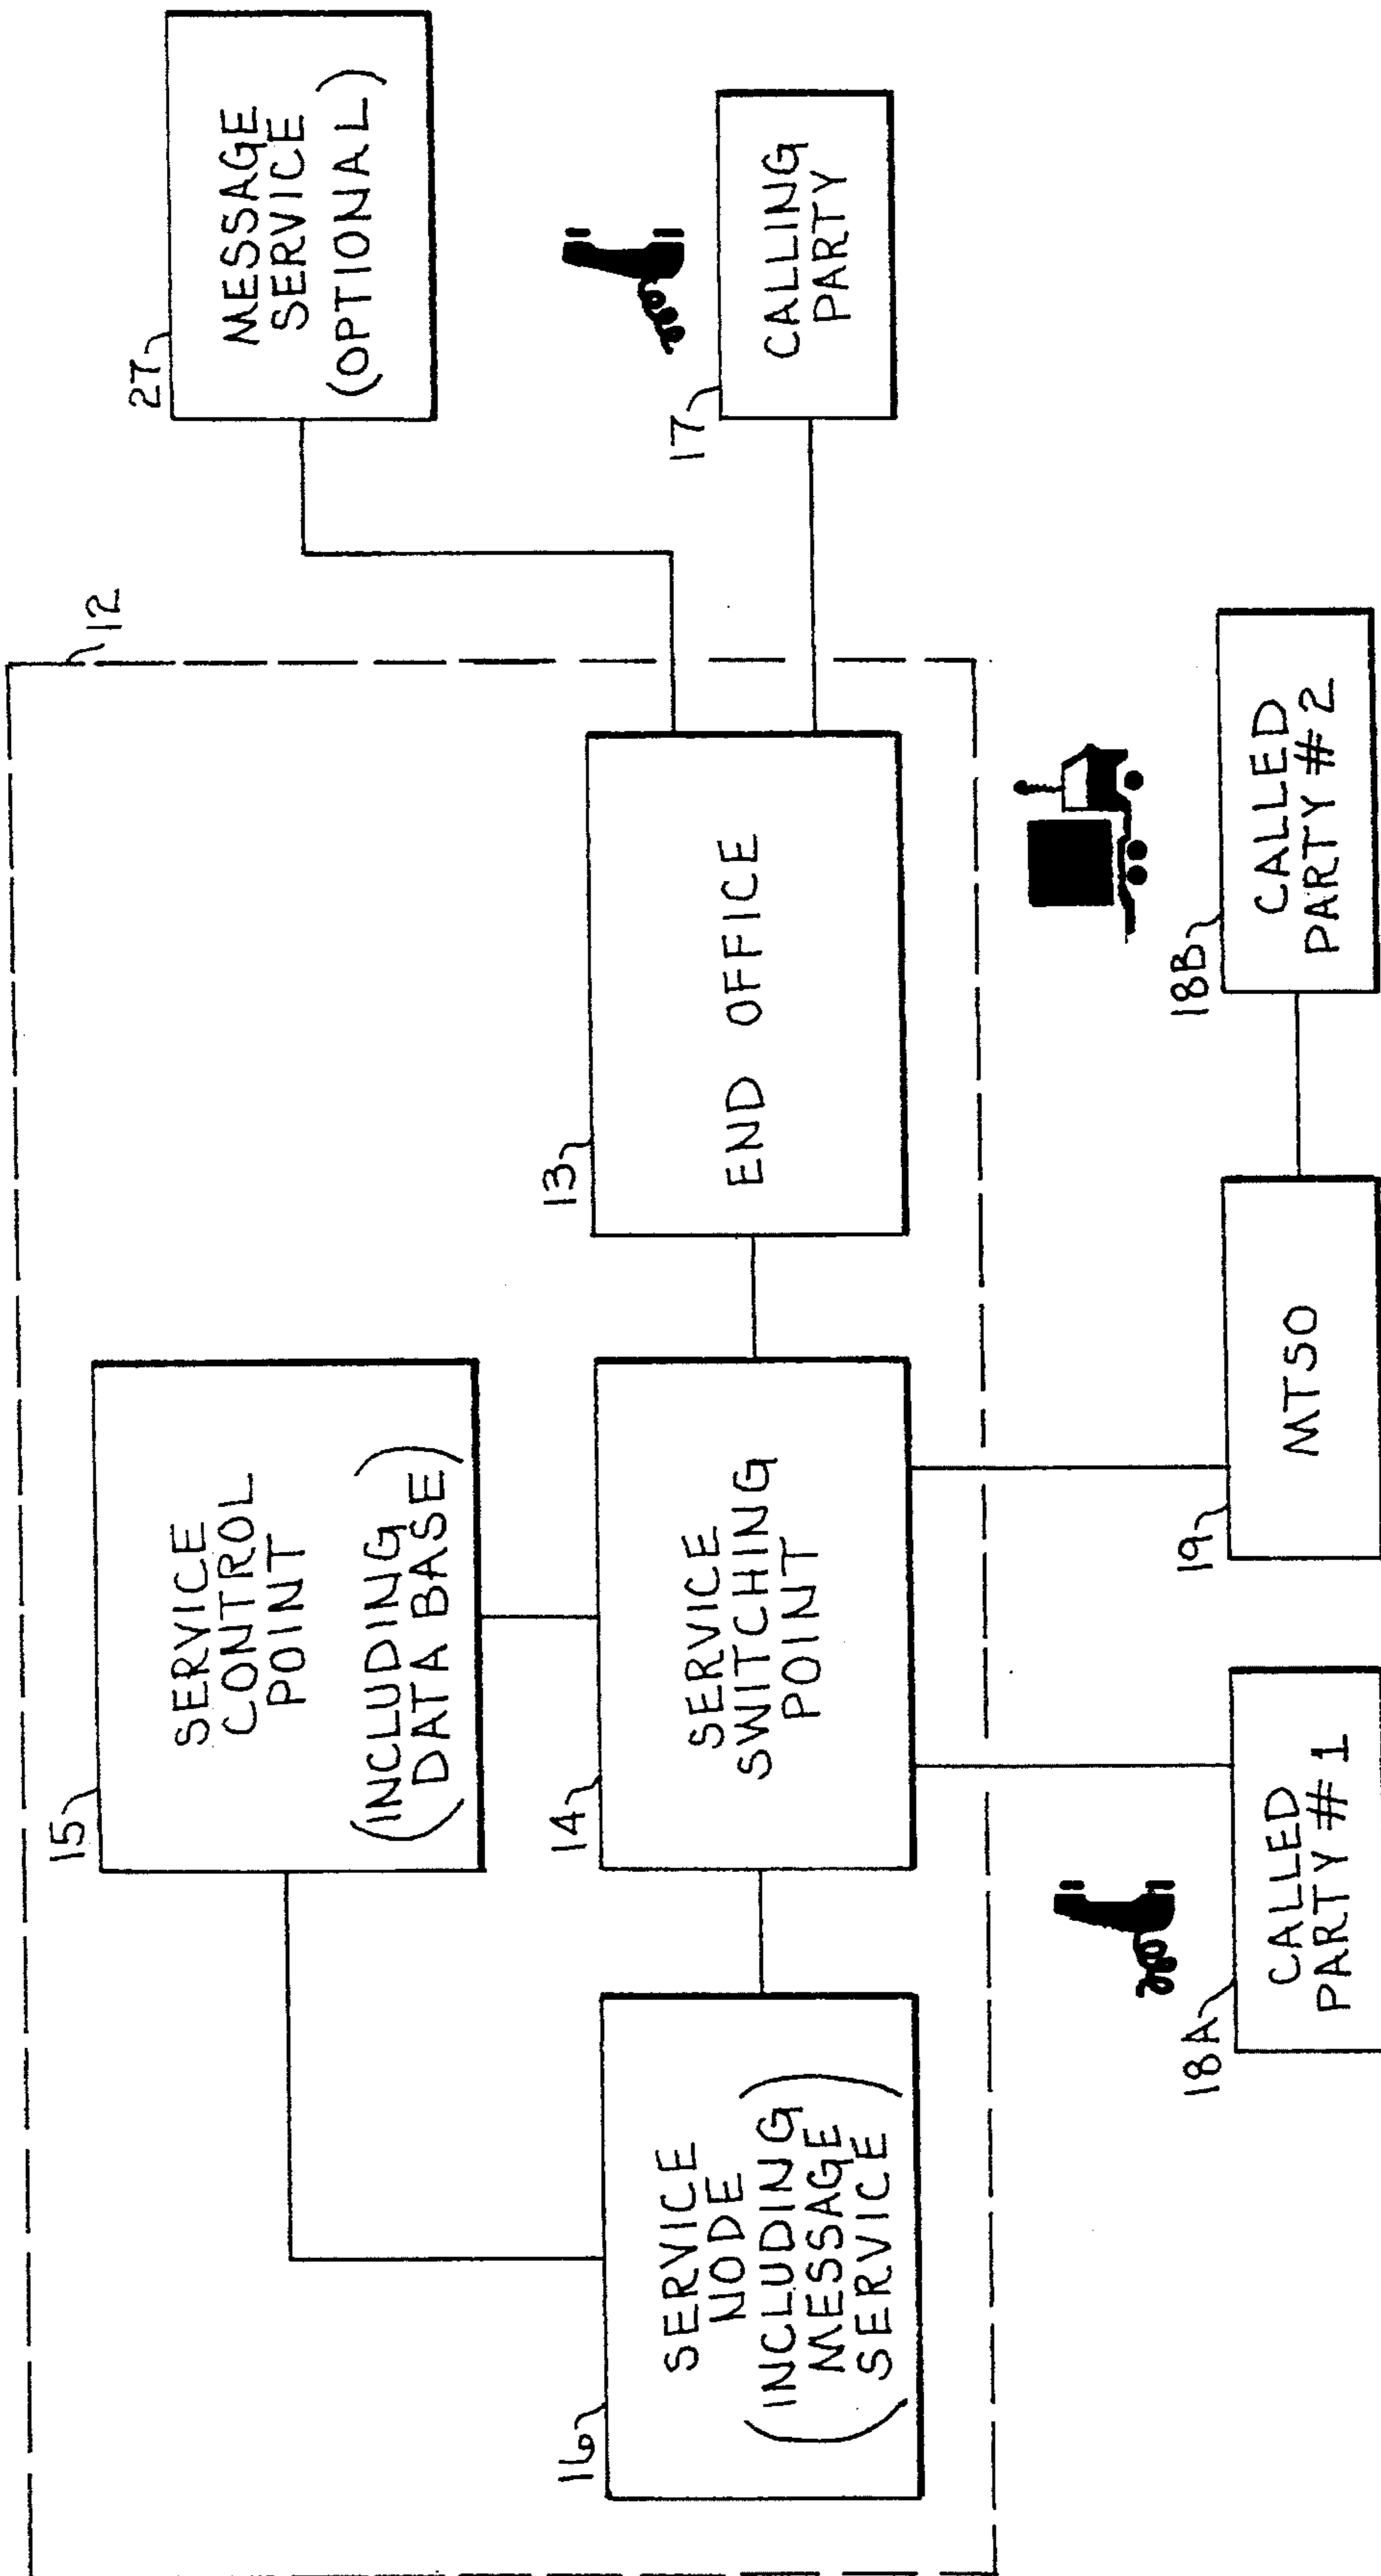 12
15
SERVICE
CONTROL
POINT
(INCLUDING
DATA BASE)
27
MESSAGE
SERVICE
(OPTIONAL)
16
SERVICE
NODE
(INCLUDING
MESSAGE
SERVICE)
14
SERVICE
SWITCHING
POINT
13
END OFFICE
17
CALLING
PARTY
18A
CALLED
PARTY # 1
19
MTSO
18B
CALLED
PARTY # 2